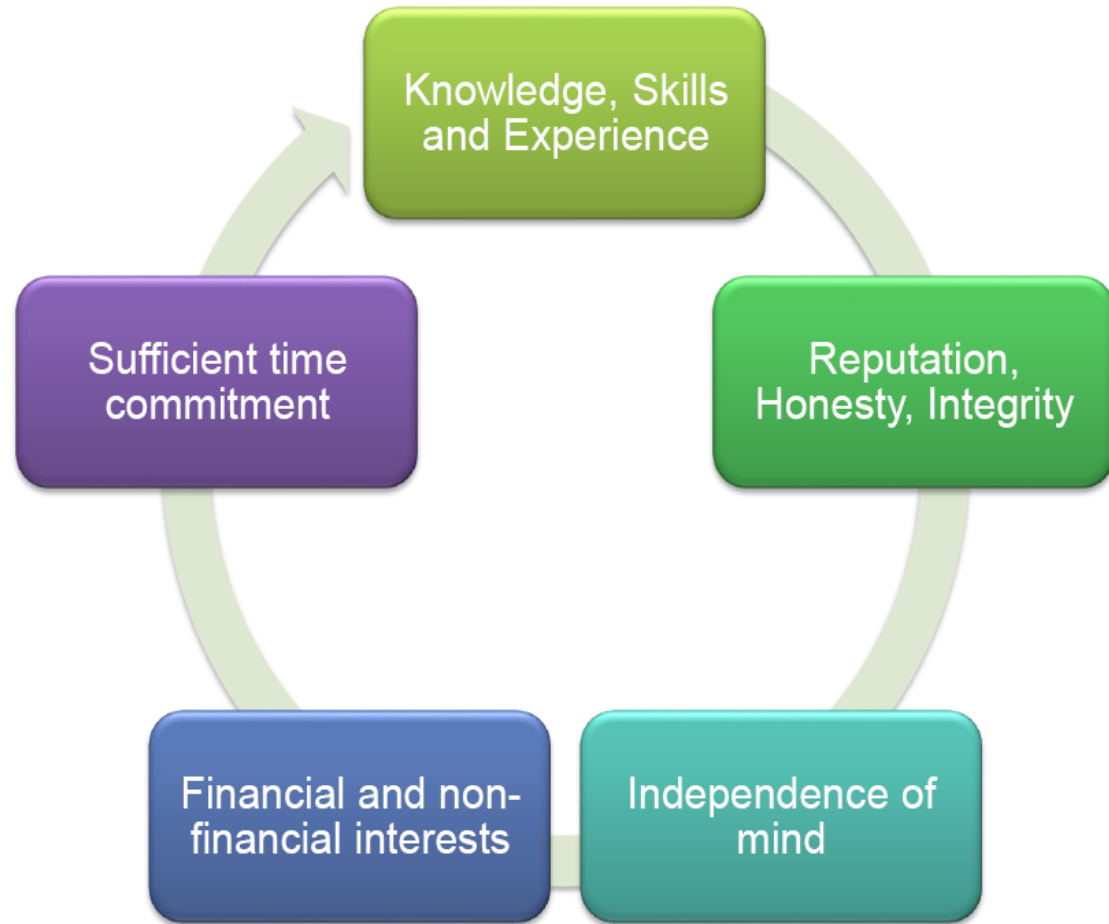 Knowledge, Skills
and Experience
Reputation,
Honesty, Integrity
Independence of
mind
Financial and non-
financial interests
Sufficient time
commitment